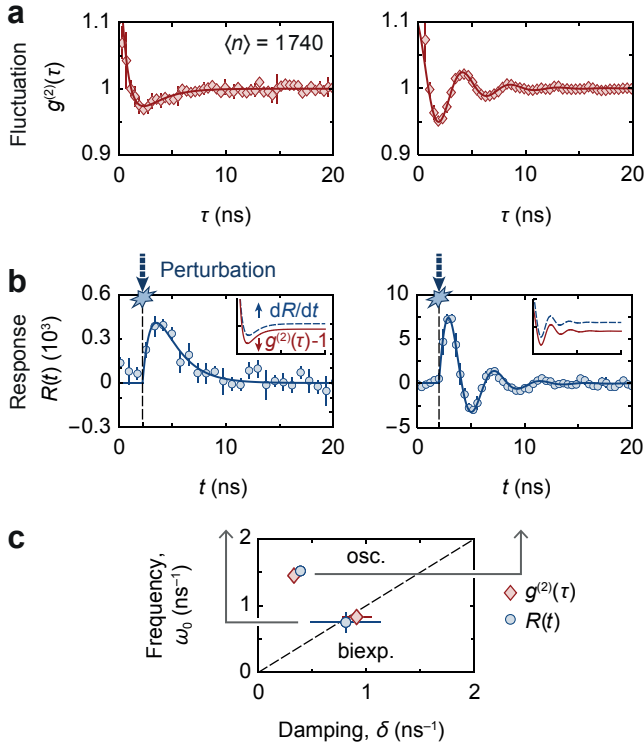 a
Fluctuation
g⁽²⁾(τ)
1.1
1
0.9
⟨n⟩ = 1740
0 10 20
τ (ns)
1.1
1
0.9
0 10 20
τ (ns)
b
Perturbation
Response
R(t) (10³)
0.6
0.3
0
−0.3
dR/dt
g⁽²⁾(τ)-1
0 10 20
t (ns)
10
5
0
−5
0 10 20
t (ns)
c
Frequency,
ω₀ (ns⁻¹)
2
1
0
osc.
biexp.
0 1 2
Damping, δ (ns⁻¹)
g⁽²⁾(τ)
R(t)